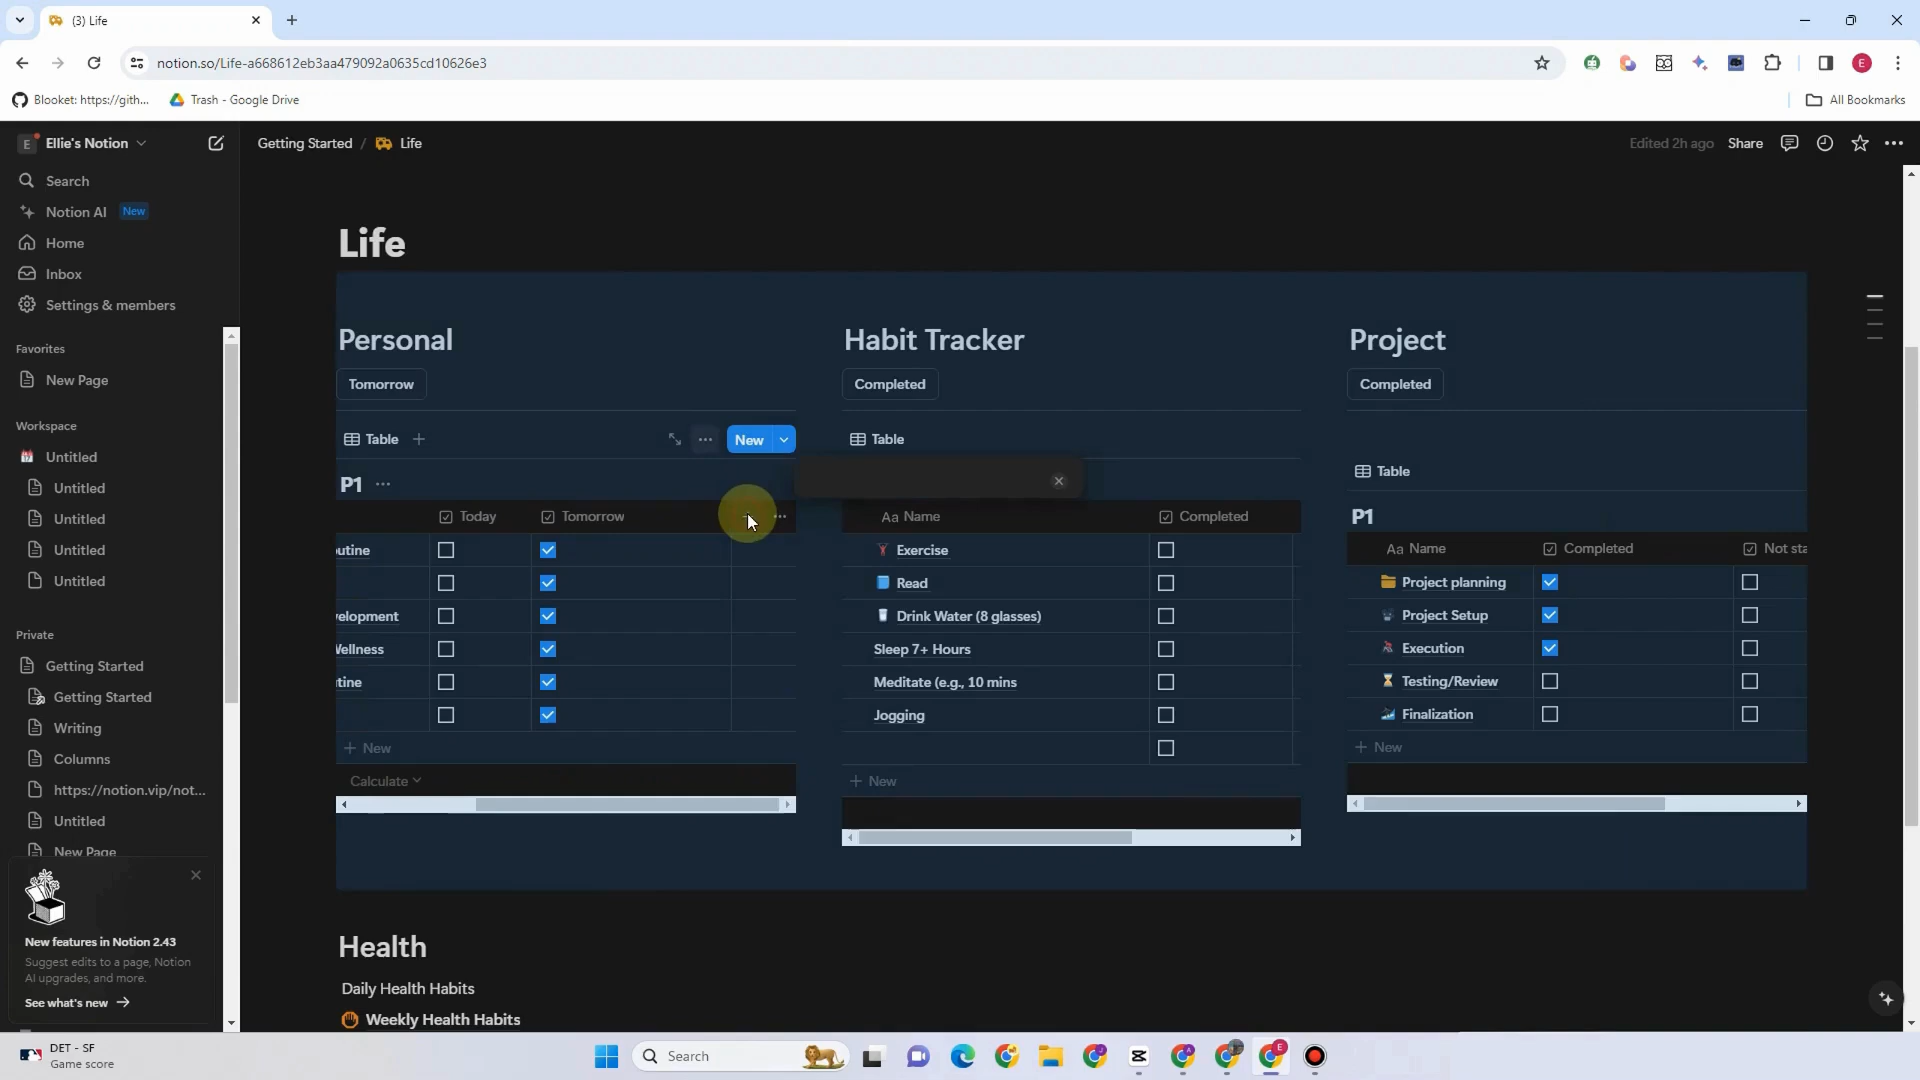 (3) Life
notion.so/Life-a668612eb3aa479092a0635cd10626e3
E
Blooket: https://gith...
Trash - Google Drive
All Bookmarks
E Ellie's Notion
Getting Started / Life
Edited 2h ago Share
Search
Notion AI New
Home
Inbox
Settings & members
Favorites
New Page
Workspace
Untitled
Untitled
Untitled
Untitled
Untitled
Private
Getting Started
Getting Started
Writing
Columns
https://notion.vip/not...
Untitled
New Page
New features in Notion 2.43
Suggest edits to a page, Notion
AI upgrades, and more.
See what's new →
Life
Personal
Tomorrow
Table
New
P1
Today Tomorrow
outine
velopment
Wellness
tine
+ New
Calculate
Habit Tracker
Completed
Table
Aa Name Completed
Exercise
Read
Drink Water (8 glasses)
Sleep 7+ Hours
Meditate (e.g., 10 mins
Jogging
+ New
Project
Completed
Table
P1
Aa Name Completed Not sta
Project planning
Project Setup
Execution
Testing/Review
Finalization
+ New
Health
Daily Health Habits
Weekly Health Habits
DET - SF
Game score
Search